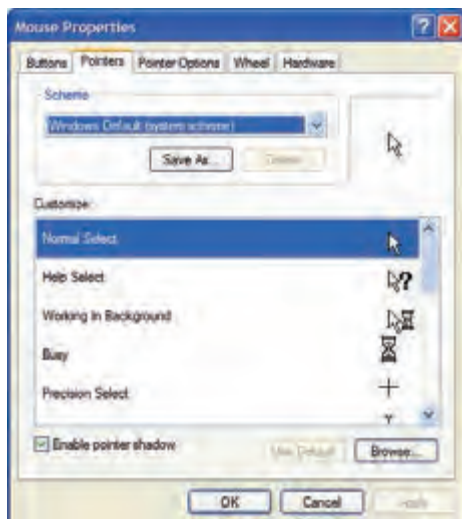 Mouse Properties
Buttons Pointers Pointer Options Wheel Hardware
Scheme
Windows Default (system scheme)
Save As... Delete
Customize:
Normal Select
Help Select
Working In Background
Busy
Precision Select
Enable pointer shadow Use Default Browse...
OK Cancel Apply